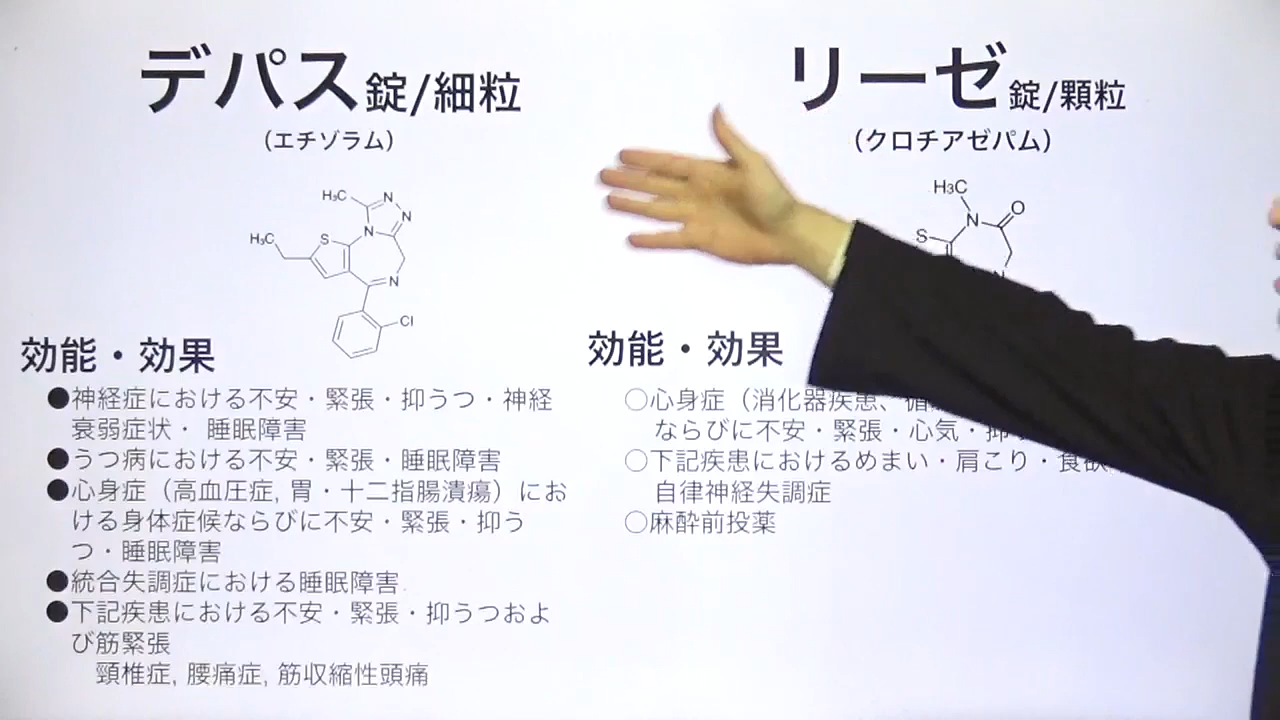 デパス錠/細粒
（エチゾラム）
H₃C
N
N
N
S
H₃C
N
Cl
効能・効果
●神経症における不安・緊張・抑うつ・神経
衰弱症状・ 睡眠障害
●うつ病における不安・緊張・睡眠障害
●心身症（高血圧症, 胃・十二指腸潰瘍）にお
ける身体症候ならびに不安・緊張・抑う
つ・睡眠障害
●統合失調症における睡眠障害
●下記疾患における不安・緊張・抑うつおよ
び筋緊張
頸椎症, 腰痛症, 筋収縮性頭痛
リーゼ錠/顆粒
（クロチアゼパム）
H₃C
N
O
S
効能・効果
○心身症（消化器疾患、循
ならびに不安・緊張・心気・抑
○下記疾患におけるめまい・肩こり・食欲
自律神経失調症
○麻酔前投薬